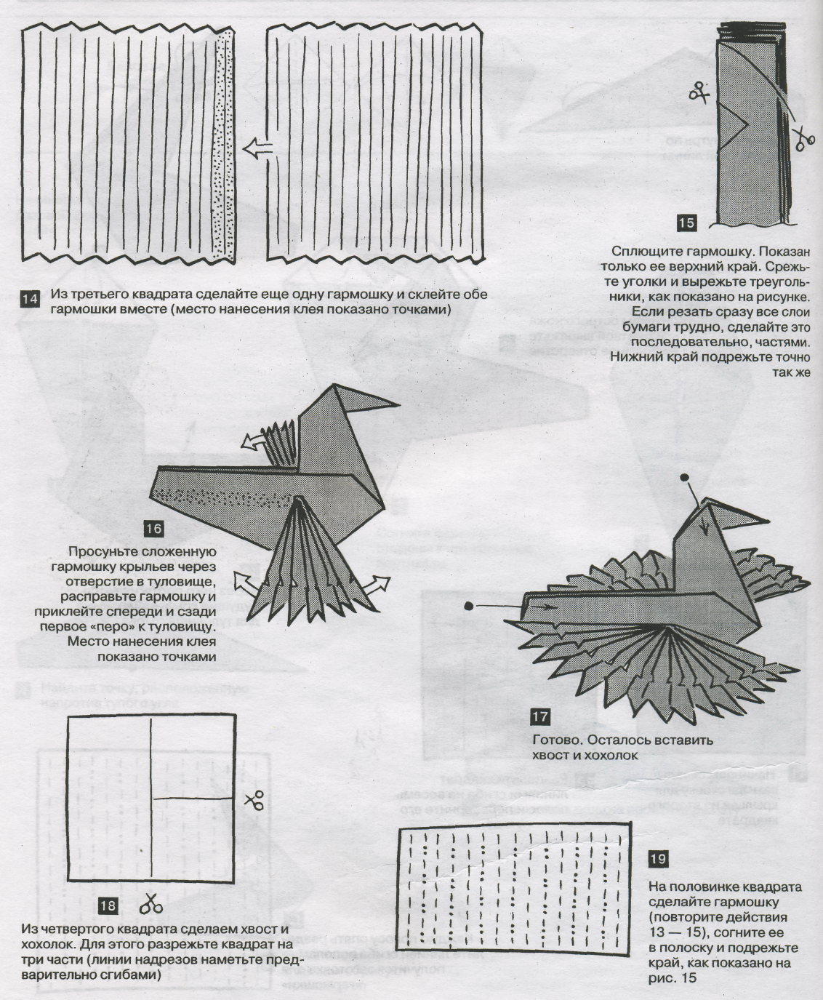 14
Из третьего квадрата сделайте еще одну гармошку и склейте обе
гармошки вместе (место нанесения клея показано точками)
15
Сплющите гармошку. Показан
только ее верхний край. Срежь-
те уголки и вырежьте треуголь-
ники, как показано на рисунке.
Если резать сразу все слои
бумаги трудно, сделайте это
последовательно, частями.
Нижний край подрежьте точно
так же
16
Просуньте сложенную
гармошку крыльев через
отверстие в туловище,
расправьте гармошку и
приклейте спереди и сзади
первое «перо» к туловищу.
Место нанесения клея
показано точками
17
Готово. Осталось вставить
хвост и хохолок
18
Из четвертого квадрата сделаем хвост и
хохолок. Для этого разрежьте квадрат на
три части (линии надрезов наметьте пред-
варительно сгибами)
19
На половинке квадрата
сделайте гармошку
(повторите действия
13 — 15), согните ее
в полоску и подрежьте
край, как показано на
рис. 15